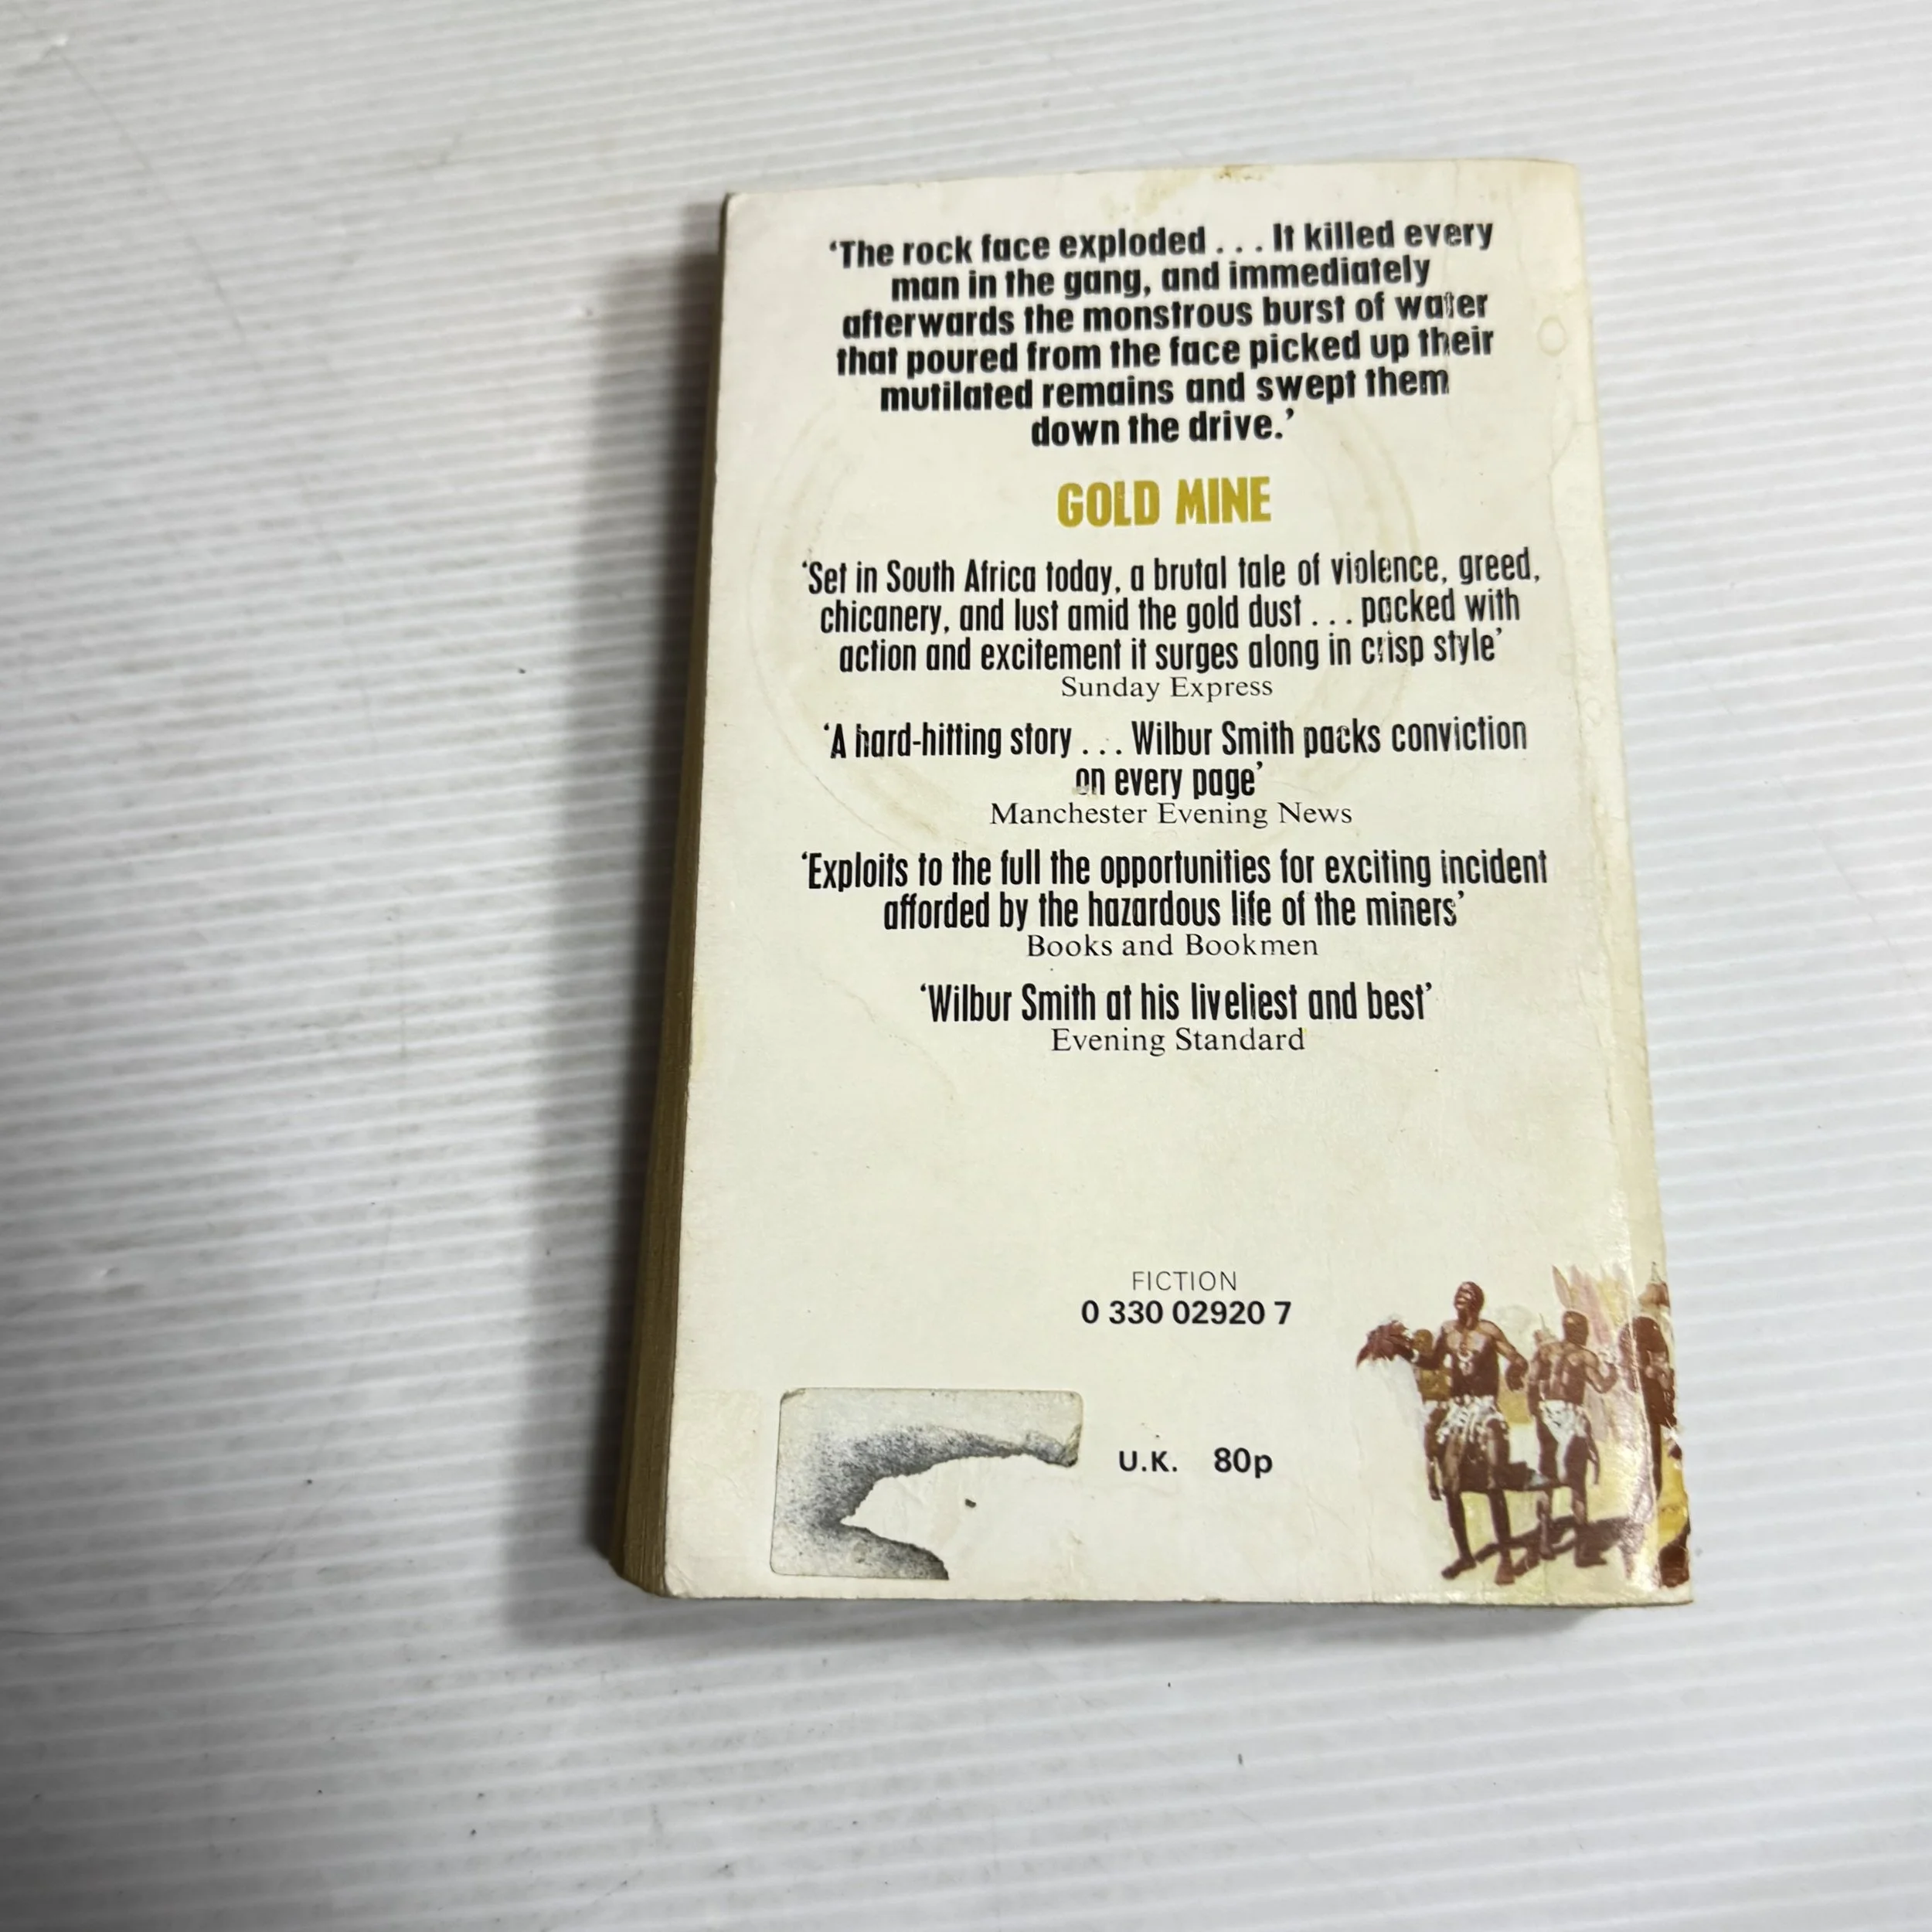 ‘The rock face exploded . . . It killed every
man in the gang, and immediately
afterwards the monstrous burst of water
that poured from the face picked up their
mutilated remains and swept them
down the drive.’
GOLD MINE
‘Set in South Africa today, a brutal tale of violence, greed,
chicanery, and lust amid the gold dust . . . packed with
action and excitement it surges along in crisp style’
Sunday Express
‘A hard-hitting story . . . Wilbur Smith packs conviction
on every page’
Manchester Evening News
‘Exploits to the full the opportunities for exciting incident
afforded by the hazardous life of the miners’
Books and Bookmen
‘Wilbur Smith at his liveliest and best’
Evening Standard
FICTION
0 330 02920 7
U.K. 80p